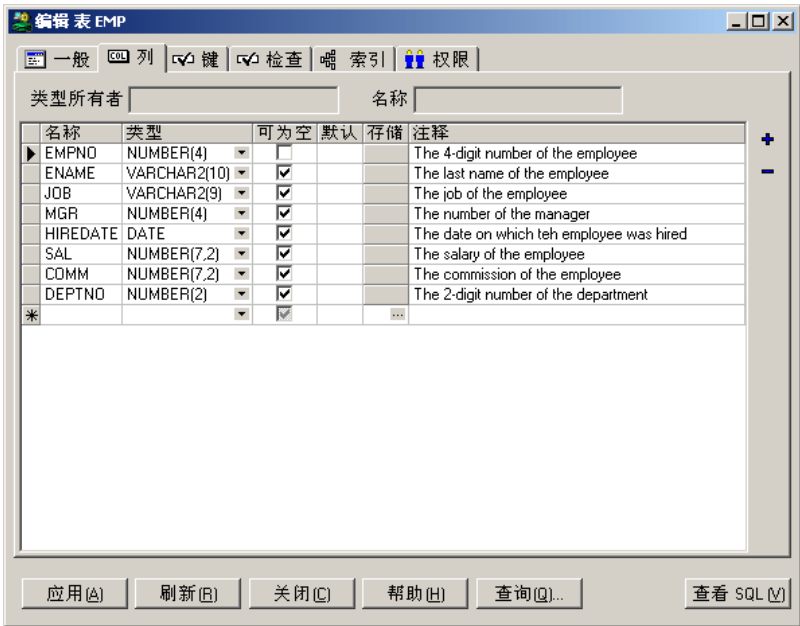 编辑 表 EMP
一般 列 键 检查 索引 权限
类型所有者 名称
名称 类型 可为空 默认 存储 注释
EMPNO NUMBER(4) The 4-digit number of the employee
ENAME VARCHAR2(10) The last name of the employee
JOB VARCHAR2(9) The job of the employee
MGR NUMBER(4) The number of the manager
HIREDATE DATE The date on which teh employee was hired
SAL NUMBER(7,2) The salary of the employee
COMM NUMBER(7,2) The commission of the employee
DEPTNO NUMBER(2) The 2-digit number of the department
应用(A) 刷新(R) 关闭(C) 帮助(H) 查询(Q)... 查看 SQL (V)